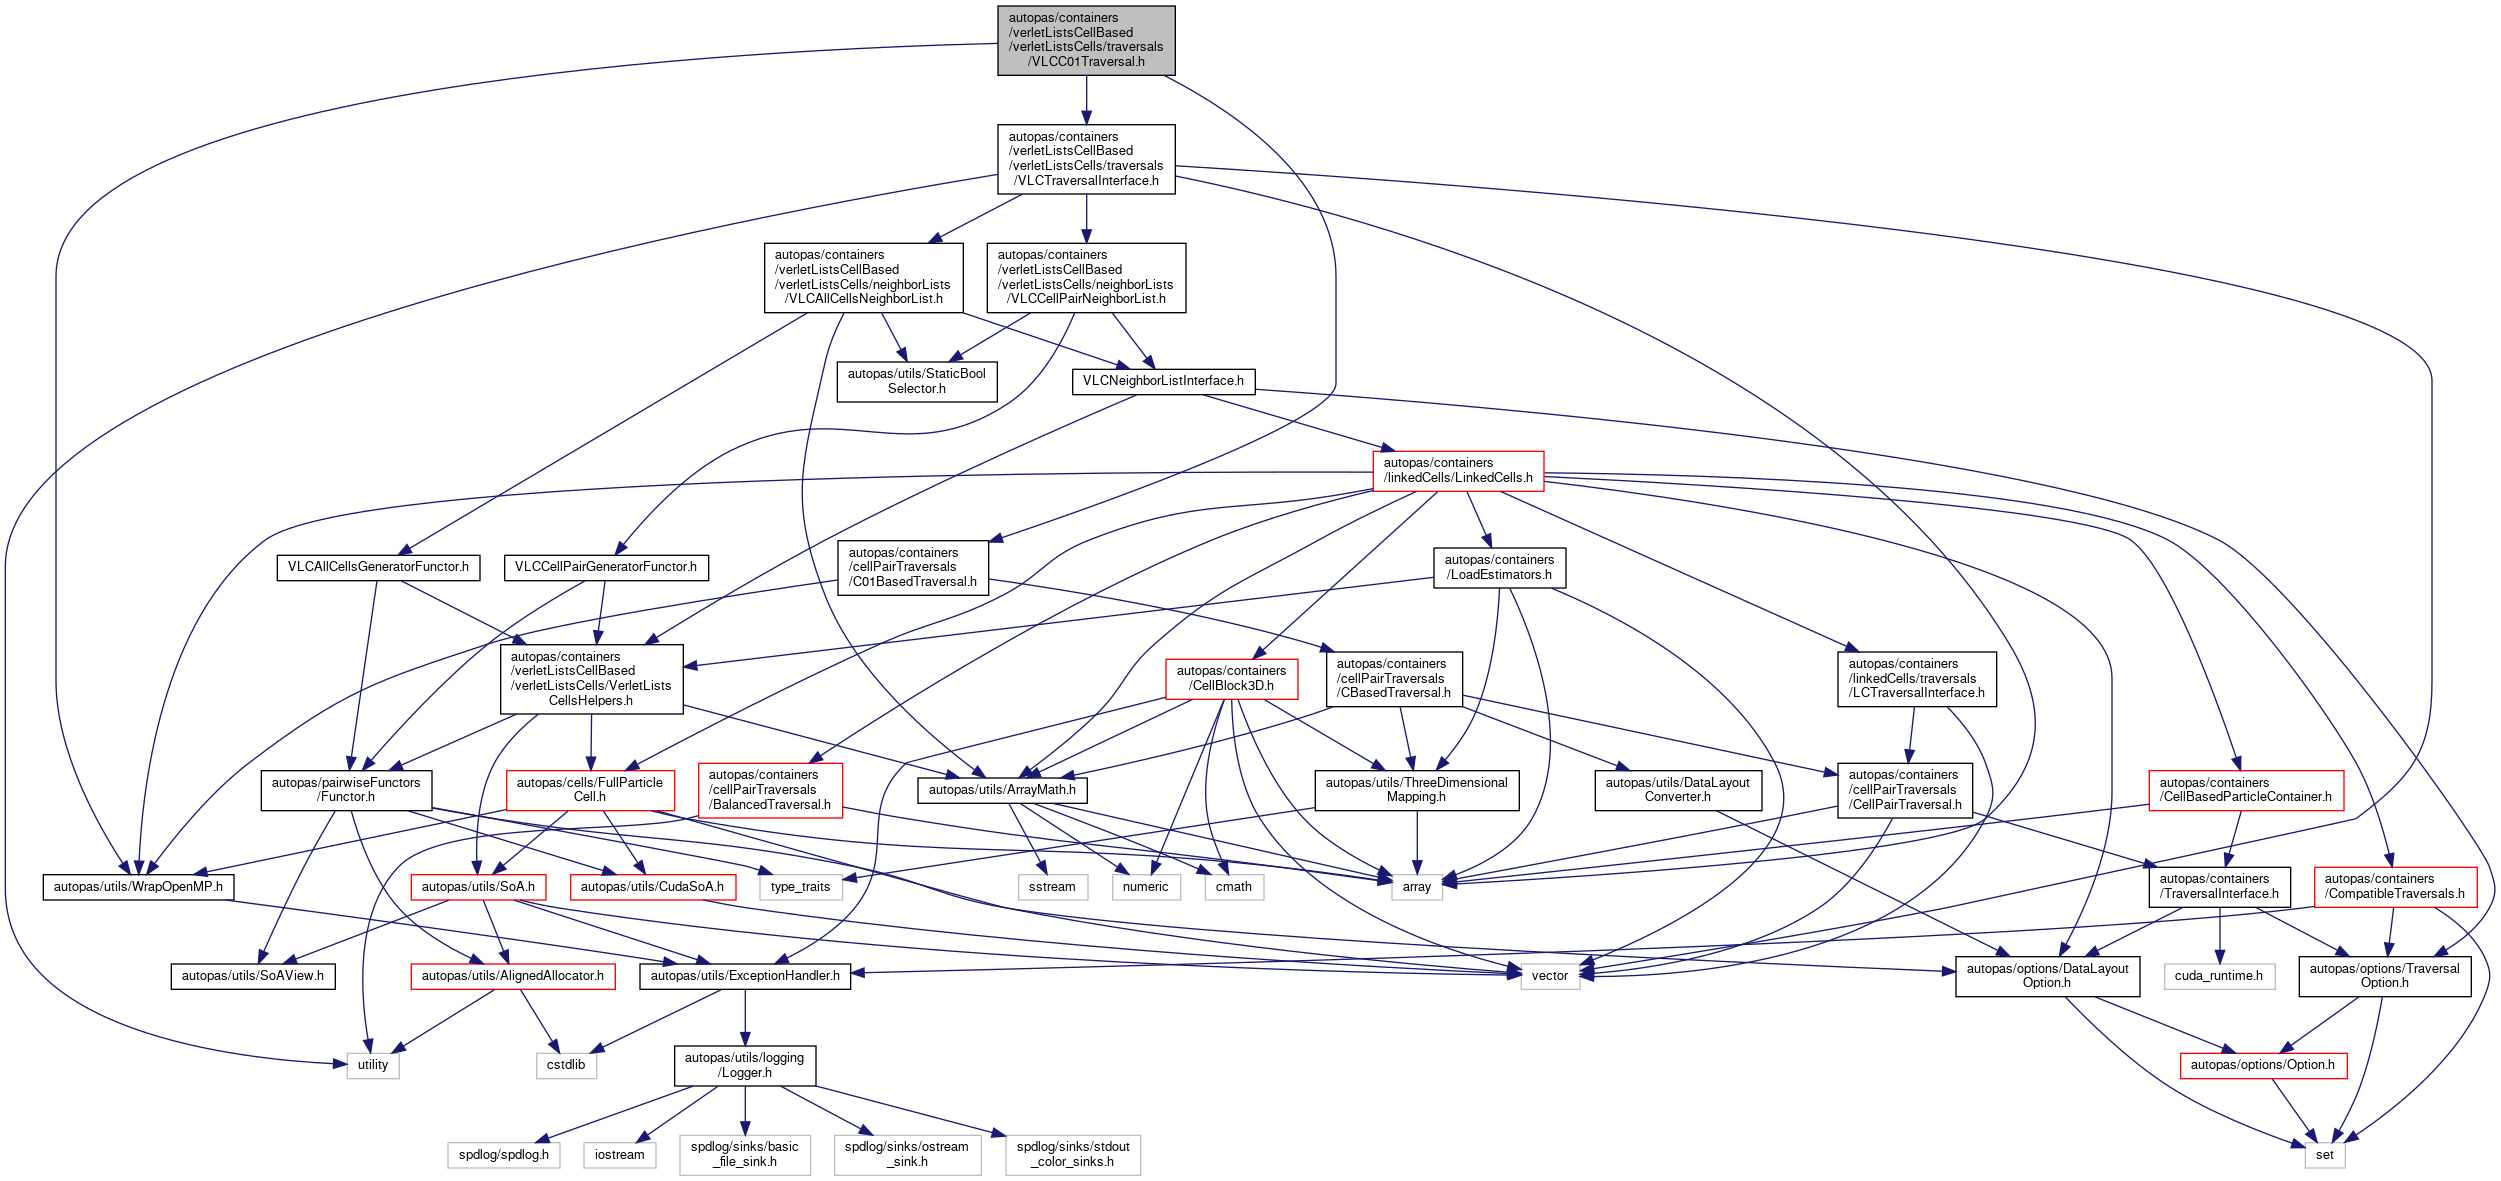 autopas/containers
/verletListsCellBased
/verletListsCells/traversals
/VLCC01Traversal.h
autopas/containers
/verletListsCellBased
/verletListsCells/traversals
/VLCTraversalInterface.h
autopas/containers
/verletListsCellBased
/verletListsCells/neighborLists
/VLCAllCellsNeighborList.h
autopas/containers
/verletListsCellBased
/verletListsCells/neighborLists
/VLCCellPairNeighborList.h
autopas/utils/StaticBool
Selector.h
VLCNeighborListInterface.h
autopas/containers
/linkedCells/LinkedCells.h
VLCAllCellsGeneratorFunctor.h
VLCCellPairGeneratorFunctor.h
autopas/containers
/cellPairTraversals
/C01BasedTraversal.h
autopas/containers
/LoadEstimators.h
autopas/containers
/verletListsCellBased
/verletListsCells/VerletLists
CellsHelpers.h
autopas/containers
/CellBlock3D.h
autopas/containers
/cellPairTraversals
/CBasedTraversal.h
autopas/containers
/linkedCells/traversals
/LCTraversalInterface.h
autopas/pairwiseFunctors
/Functor.h
autopas/cells/FullParticle
Cell.h
autopas/containers
/cellPairTraversals
/BalancedTraversal.h
autopas/utils/ArrayMath.h
autopas/utils/ThreeDimensional
Mapping.h
autopas/utils/DataLayout
Converter.h
autopas/containers
/cellPairTraversals
/CellPairTraversal.h
autopas/containers
/CellBasedParticleContainer.h
autopas/utils/WrapOpenMP.h
autopas/utils/SoA.h
autopas/utils/CudaSoA.h
type_traits
sstream
numeric
cmath
array
autopas/containers
/TraversalInterface.h
autopas/containers
/CompatibleTraversals.h
autopas/utils/SoAView.h
autopas/utils/AlignedAllocator.h
autopas/utils/ExceptionHandler.h
vector
autopas/options/DataLayout
Option.h
cuda_runtime.h
autopas/options/Traversal
Option.h
utility
cstdlib
autopas/utils/logging
/Logger.h
autopas/options/Option.h
spdlog/spdlog.h
iostream
spdlog/sinks/basic
_file_sink.h
spdlog/sinks/ostream
_sink.h
spdlog/sinks/stdout
_color_sinks.h
set